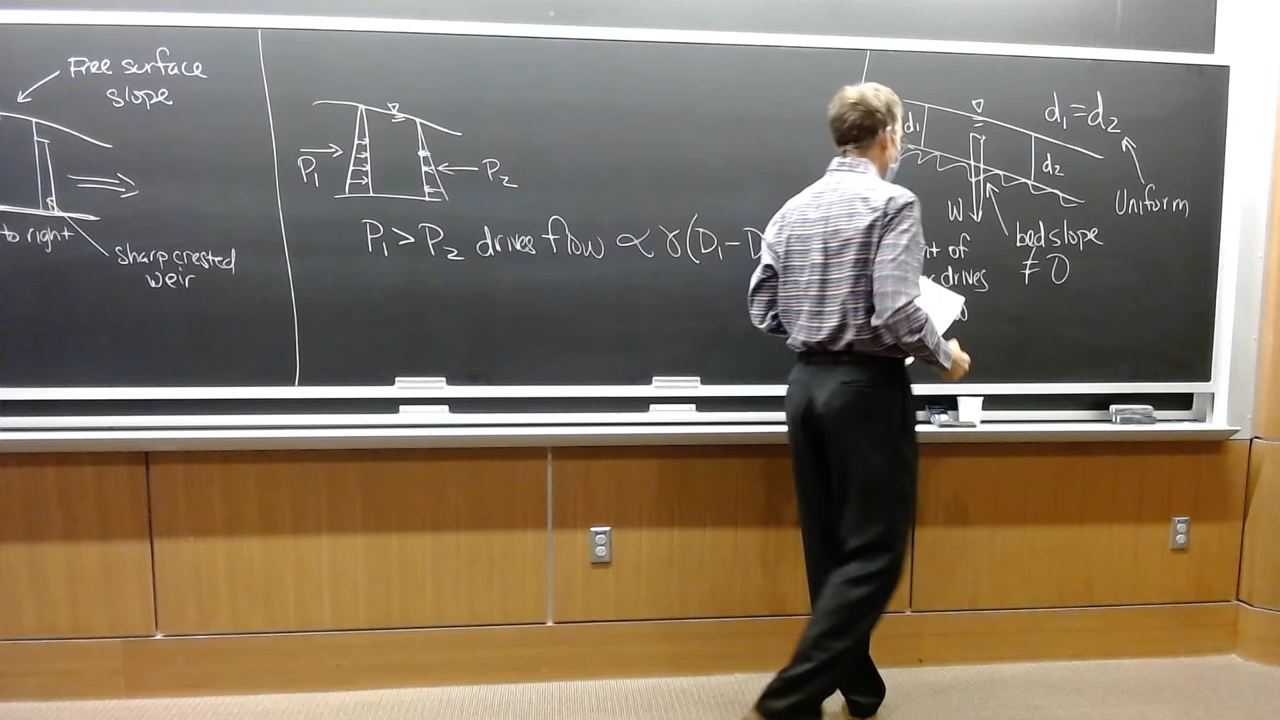 Free surface
slope
to right
Sharp crested
weir
P₁
P₂
P₁ > P₂ drives flow ∝ γ(D₁ - D
d₁
d₂
d₁ = d₂
Uniform
W
bed slope
≠ 0
of
drives